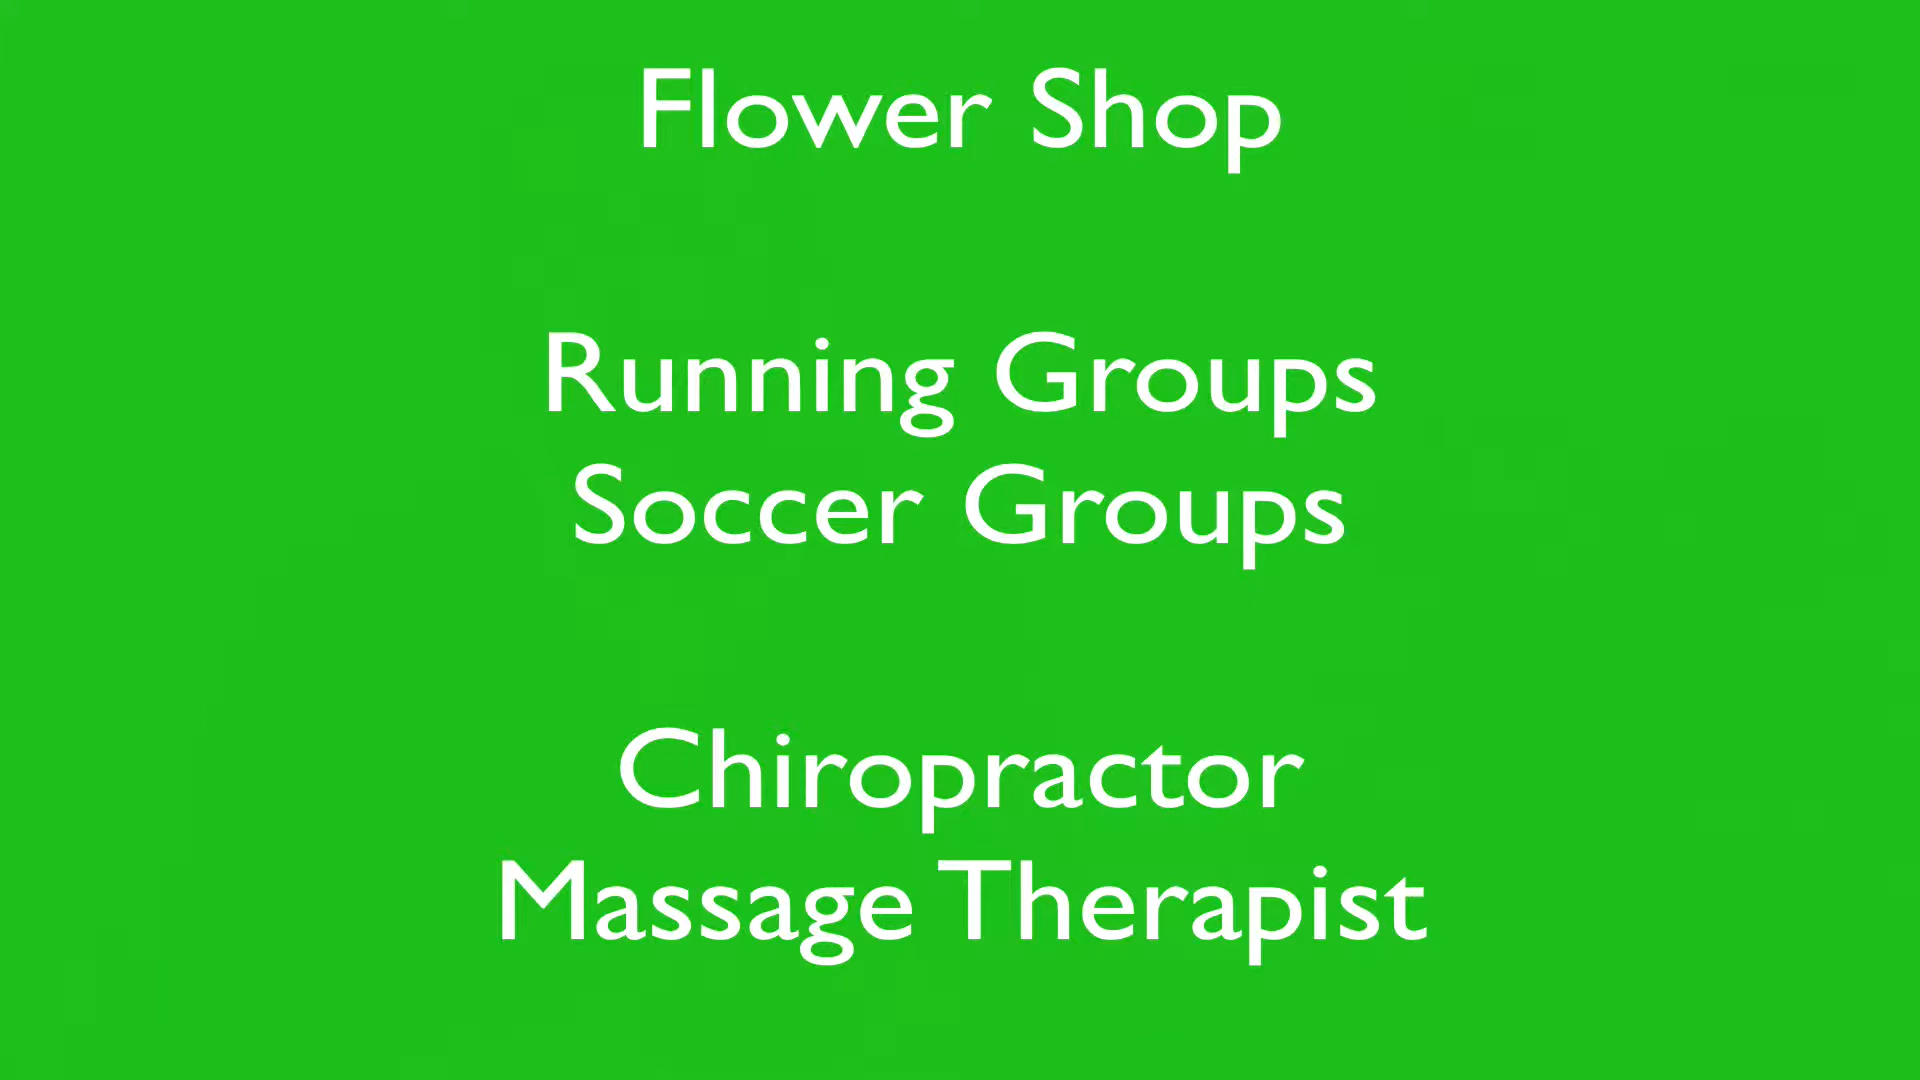 Flower Shop
Running Groups
Soccer Groups
Chiropractor
Massage Therapist